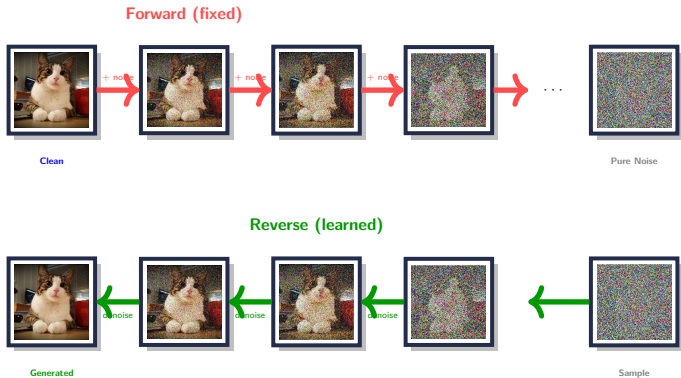 Forward (fixed)
+ noise
+ noise
+ noise
...
Clean
Pure Noise
Reverse (learned)
denoise
denoise
denoise
Generated
Sample